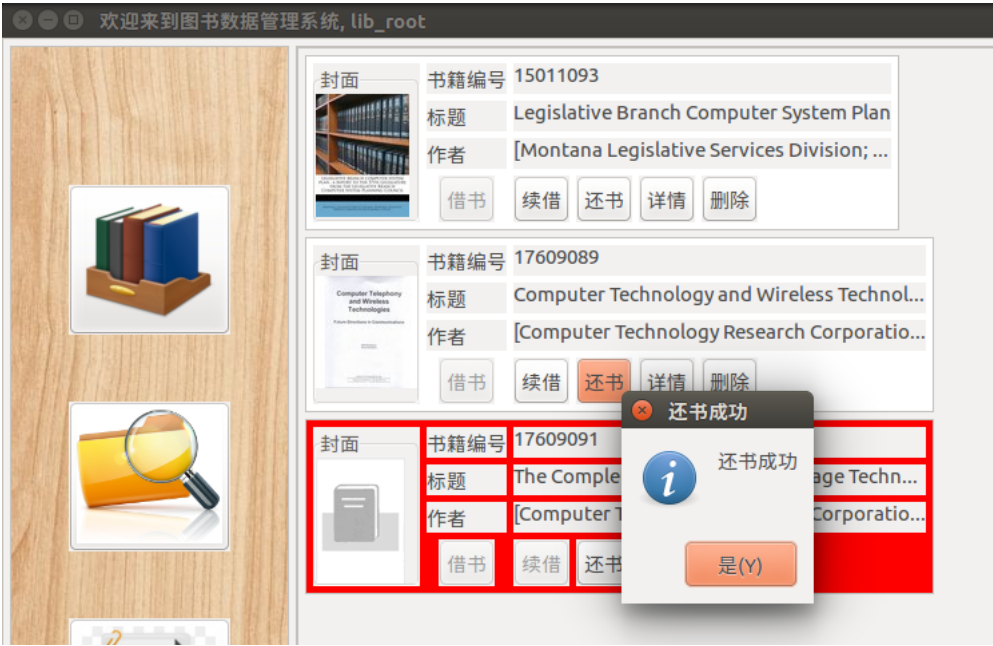 欢迎来到图书数据管理系统, lib_root
封面
书籍编号 15011093
标题 Legislative Branch Computer System Plan
作者 [Montana Legislative Services Division; ...
借书 续借 还书 详情 删除
封面
Computer Telephony
and Wireless
Technologies
Future Directions in Communications
书籍编号 17609089
标题 Computer Technology and Wireless Technol...
作者 [Computer Technology Research Corporatio...
借书 续借 还书 详情 删除
封面
书籍编号 17609091
标题 The Comple age Techn...
作者 [Computer T Corporatio...
借书 续借 还书
还书成功
还书成功
是(Y)